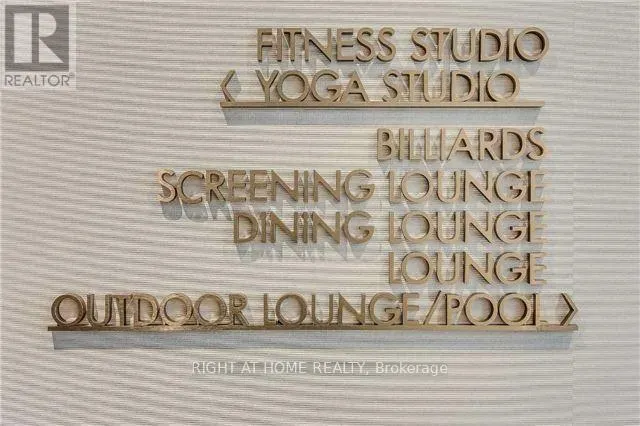 REALTOR®
FITNESS STUDIO
< YOGA STUDIO
BILLIARDS
SCREENING LOUNGE
DINING LOUNGE
LOUNGE
OUTDOOR LOUNGE/POOL >
RIGHT AT HOME REALTY, Brokerage